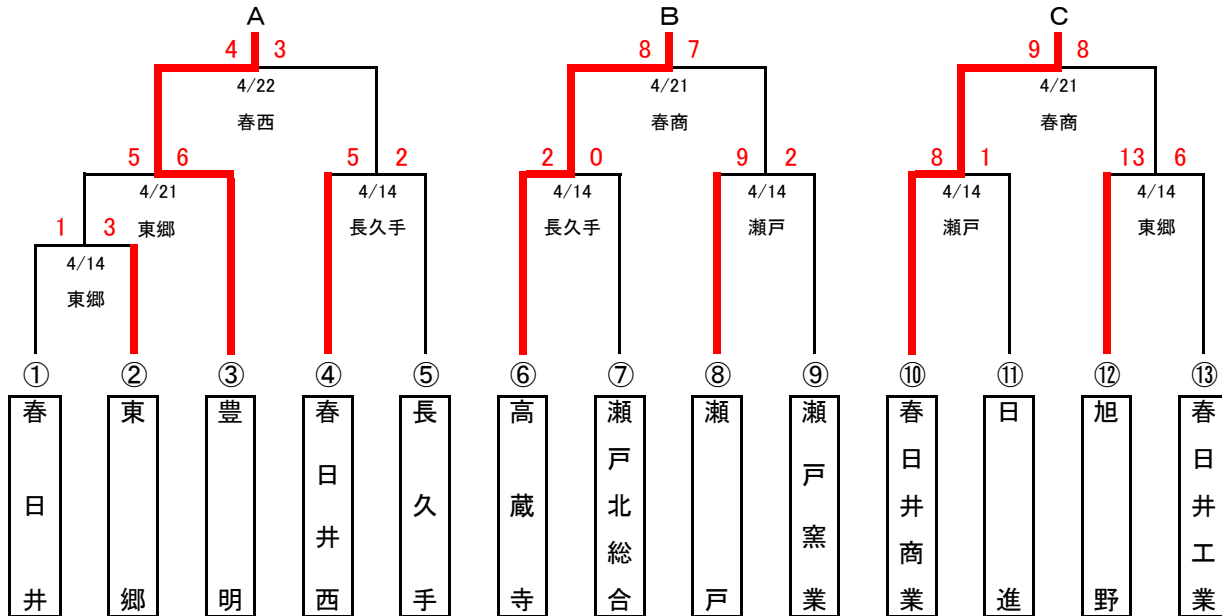 A B C
4 3 8 7 9 8
4/22 4/21 4/21
春西 春商 春商
5 6 5 2 2 0 9 2 8 1 13 6
4/21 4/14 4/14 4/14 4/14 4/14
東郷 長久手 長久手 瀬戸 瀬戸 東郷
1 3
4/14
東郷
① ② ③ ④ ⑤ ⑥ ⑦ ⑧ ⑨ ⑩ ⑪ ⑫ ⑬
春日井
東郷
豊明
春日井西
長久手
高蔵寺
瀬戸北総合
瀬戸
瀬戸窯業
春日井商業
日進
旭野
春日井工業